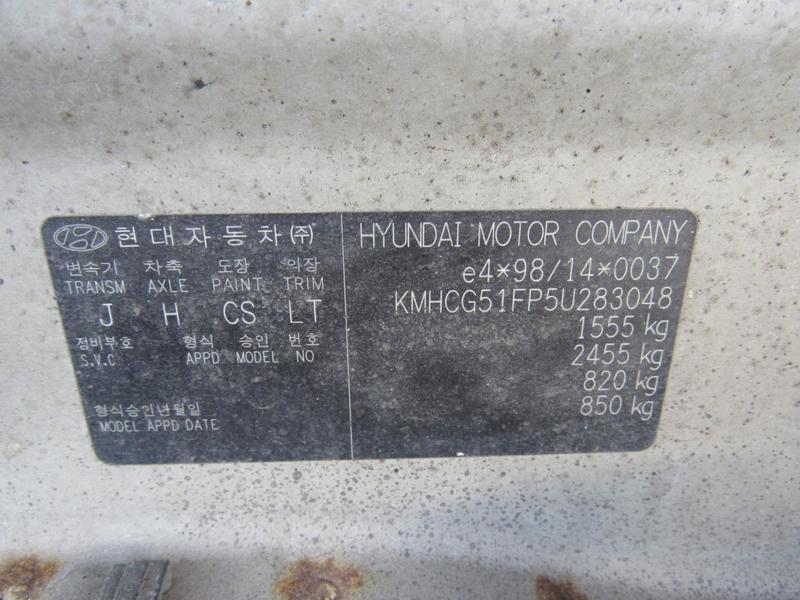 현대자동차(주)
변속기 차축 도장 의장
TRANSM AXLE PAINT TRIM
J H CS LT
정비부호 형식 승인 번호
S.V.C APPD MODEL NO
형식승인년월일
MODEL APPD DATE
HYUNDAI MOTOR COMPANY
e4*98/14*0037
KMHCG51FP5U283048
1555 kg
2455 kg
820 kg
850 kg